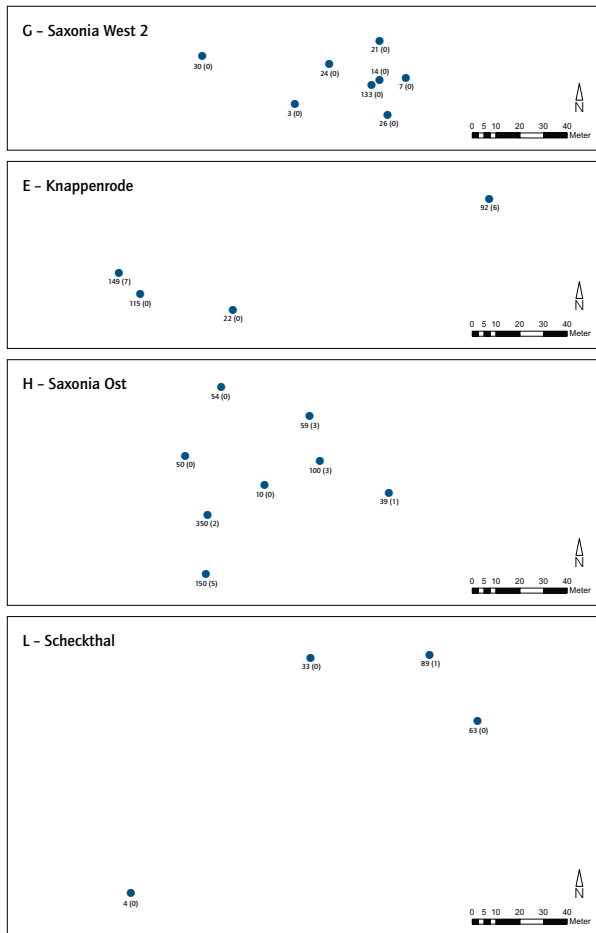 G – Saxonia West 2
21 (0)
30 (0)
24 (0)
14 (0)
7 (0)
133 (0)
3 (0)
26 (0)
N
0 5 10 20 30 40
Meter
E – Knappenrode
92 (6)
149 (7)
115 (0)
22 (0)
N
0 5 10 20 30 40
Meter
H – Saxonia Ost
54 (0)
59 (3)
50 (0)
100 (3)
10 (0)
39 (1)
350 (2)
150 (5)
N
0 5 10 20 30 40
Meter
L – Scheckthal
33 (0)
89 (1)
63 (0)
4 (0)
N
0 5 10 20 30 40
Meter